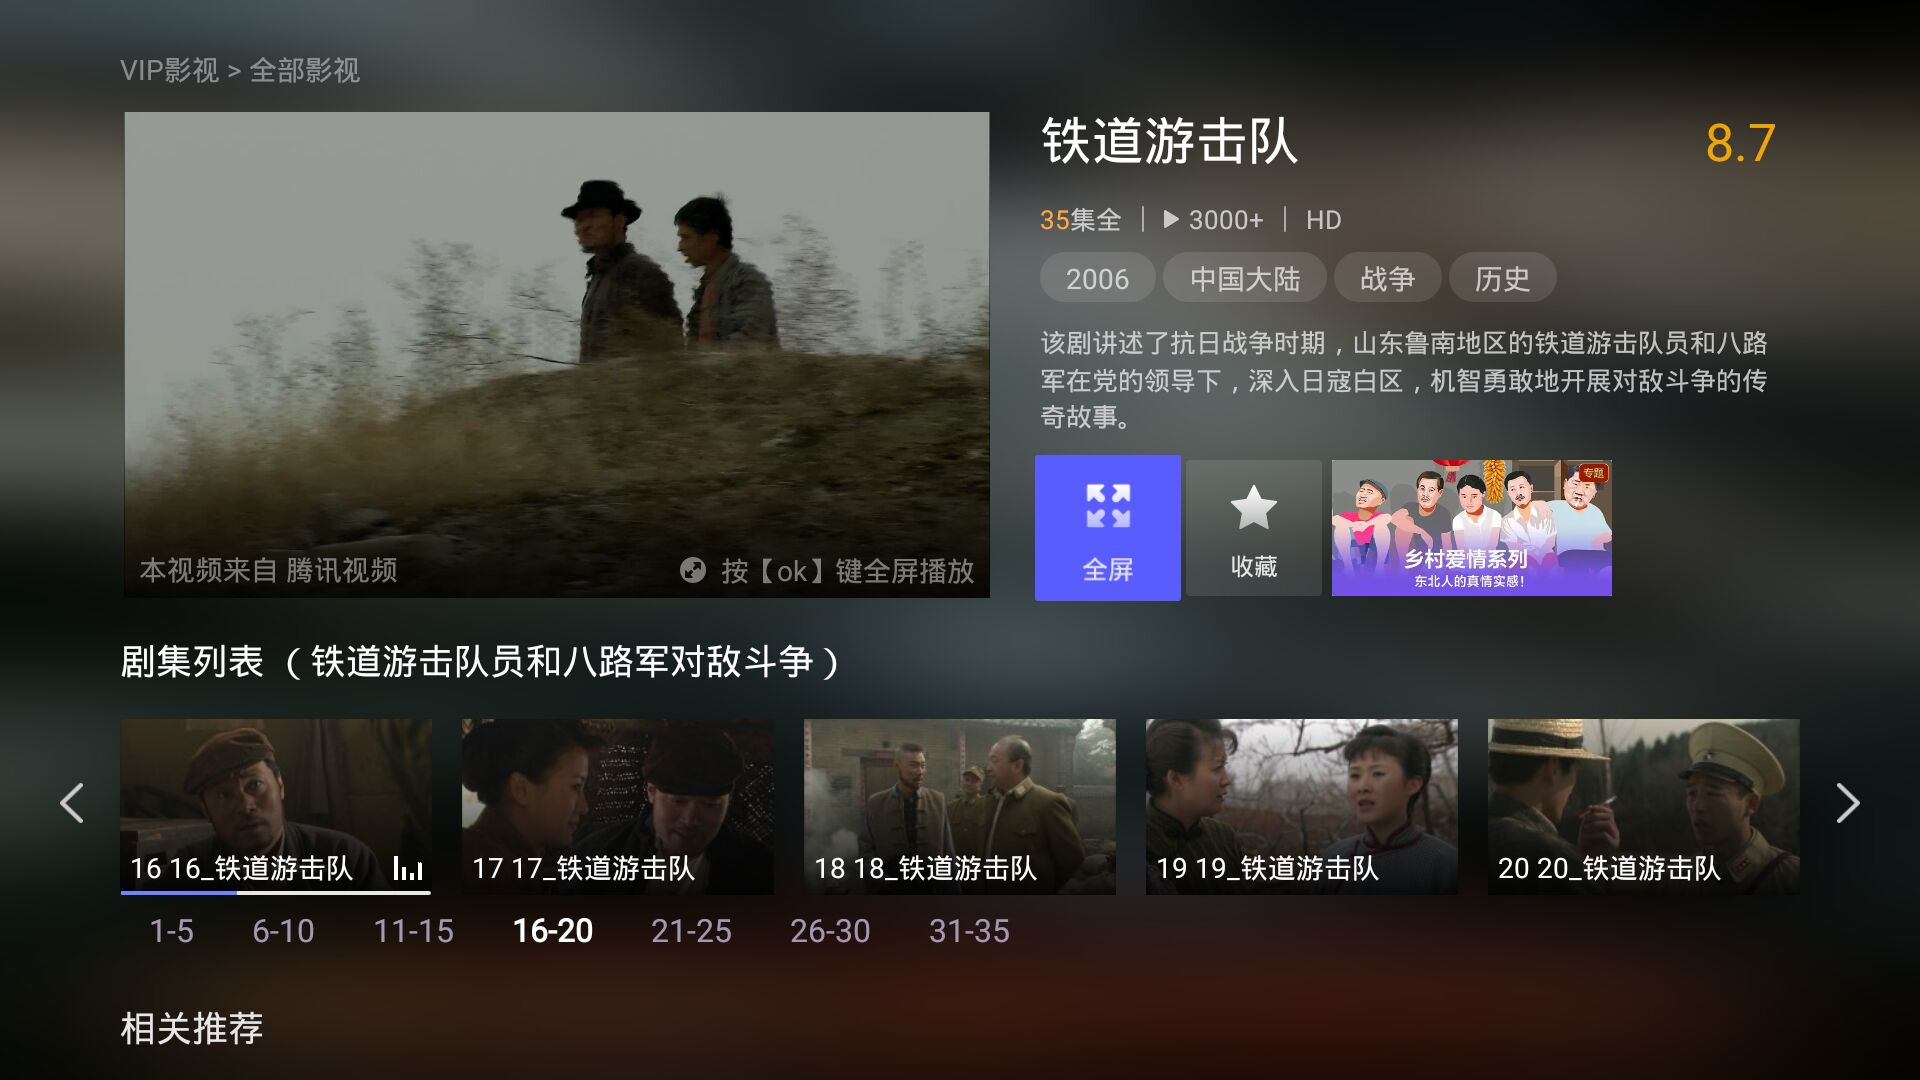 VIP影视 > 全部影视
铁道游击队
8.7
35集全 | 3000+ | HD
2006 中国大陆 战争 历史
该剧讲述了抗日战争时期，山东鲁南地区的铁道游击队员和八路
军在党的领导下，深入日寇白区，机智勇敢地开展对敌斗争的传
奇故事。
本视频来自 腾讯视频
按【ok】键全屏播放
全屏
收藏
专题
乡村爱情系列
东北人的真情实感！
剧集列表 （铁道游击队员和八路军对敌斗争）
16 16_铁道游击队
17 17_铁道游击队
18 18_铁道游击队
19 19_铁道游击队
20 20_铁道游击队
1-5 6-10 11-15 16-20 21-25 26-30 31-35
相关推荐